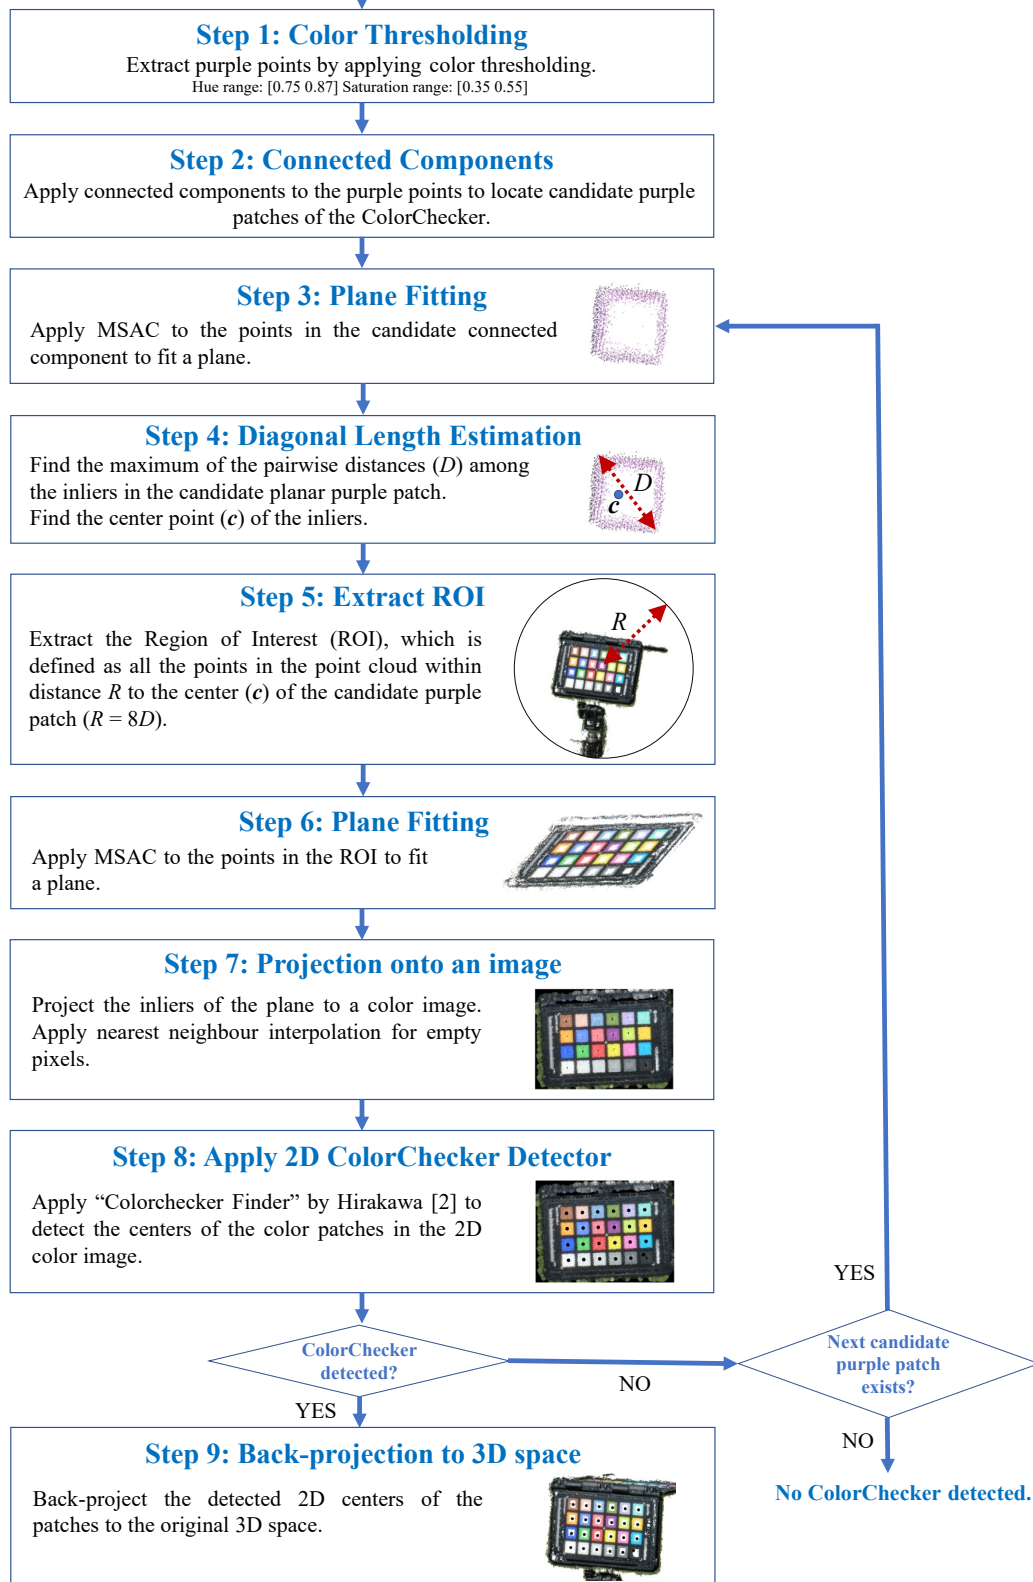 Step 1: Color Thresholding
Extract purple points by applying color thresholding.
Hue range: [0.75 0.87] Saturation range: [0.35 0.55]
Step 2: Connected Components
Apply connected components to the purple points to locate candidate purple
patches of the ColorChecker.
Step 3: Plane Fitting
Apply MSAC to the points in the candidate connected
component to fit a plane.
Step 4: Diagonal Length Estimation
Find the maximum of the pairwise distances (D) among
the inliers in the candidate planar purple patch.
Find the center point (c) of the inliers.
D
c
Step 5: Extract ROI
Extract the Region of Interest (ROI), which is
defined as all the points in the point cloud within
distance R to the center (c) of the candidate purple
patch (R = 8D).
R
Step 6: Plane Fitting
Apply MSAC to the points in the ROI to fit
a plane.
Step 7: Projection onto an image
Project the inliers of the plane to a color image.
Apply nearest neighbour interpolation for empty
pixels.
Step 8: Apply 2D ColorChecker Detector
Apply “Colorchecker Finder” by Hirakawa [2] to
detect the centers of the color patches in the 2D
color image.
ColorChecker
detected?
NO
YES
Next candidate
purple patch
exists?
YES
NO
No ColorChecker detected.
Step 9: Back-projection to 3D space
Back-project the detected 2D centers of the
patches to the original 3D space.